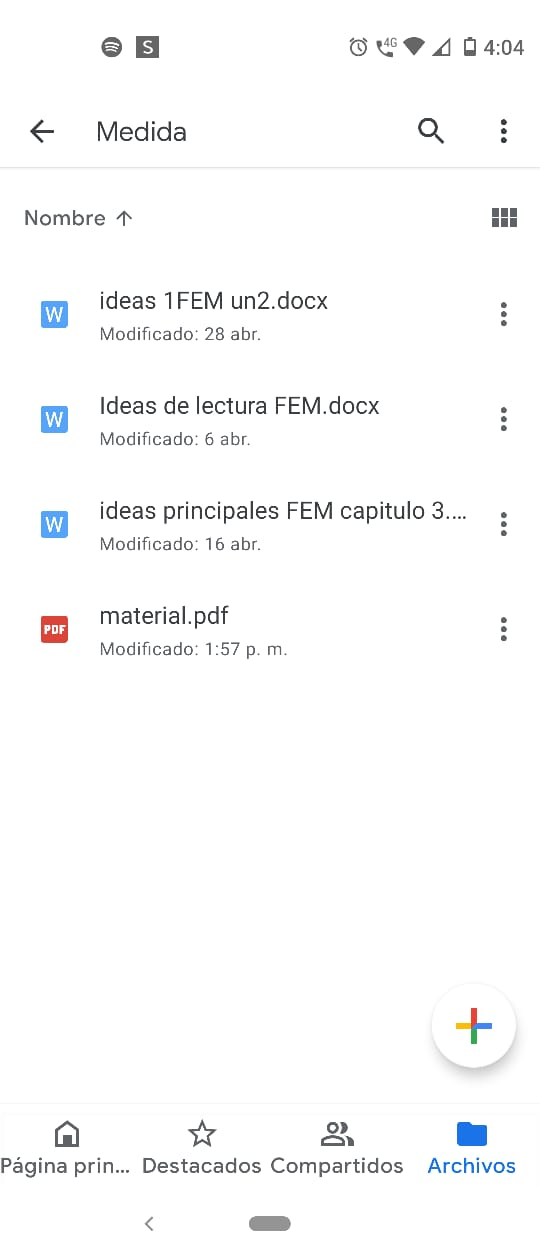 S 4G 4:04
Medida
Nombre
ideas 1FEM un2.docx
W
Modificado: 28 abr.
Ideas de lectura FEM.docx
W
Modificado: 6 abr.
ideas principales FEM capitulo 3....
W
Modificado: 16 abr.
material.pdf
PDF
Modificado: 1:57 p. m.
Página prin... Destacados Compartidos Archivos